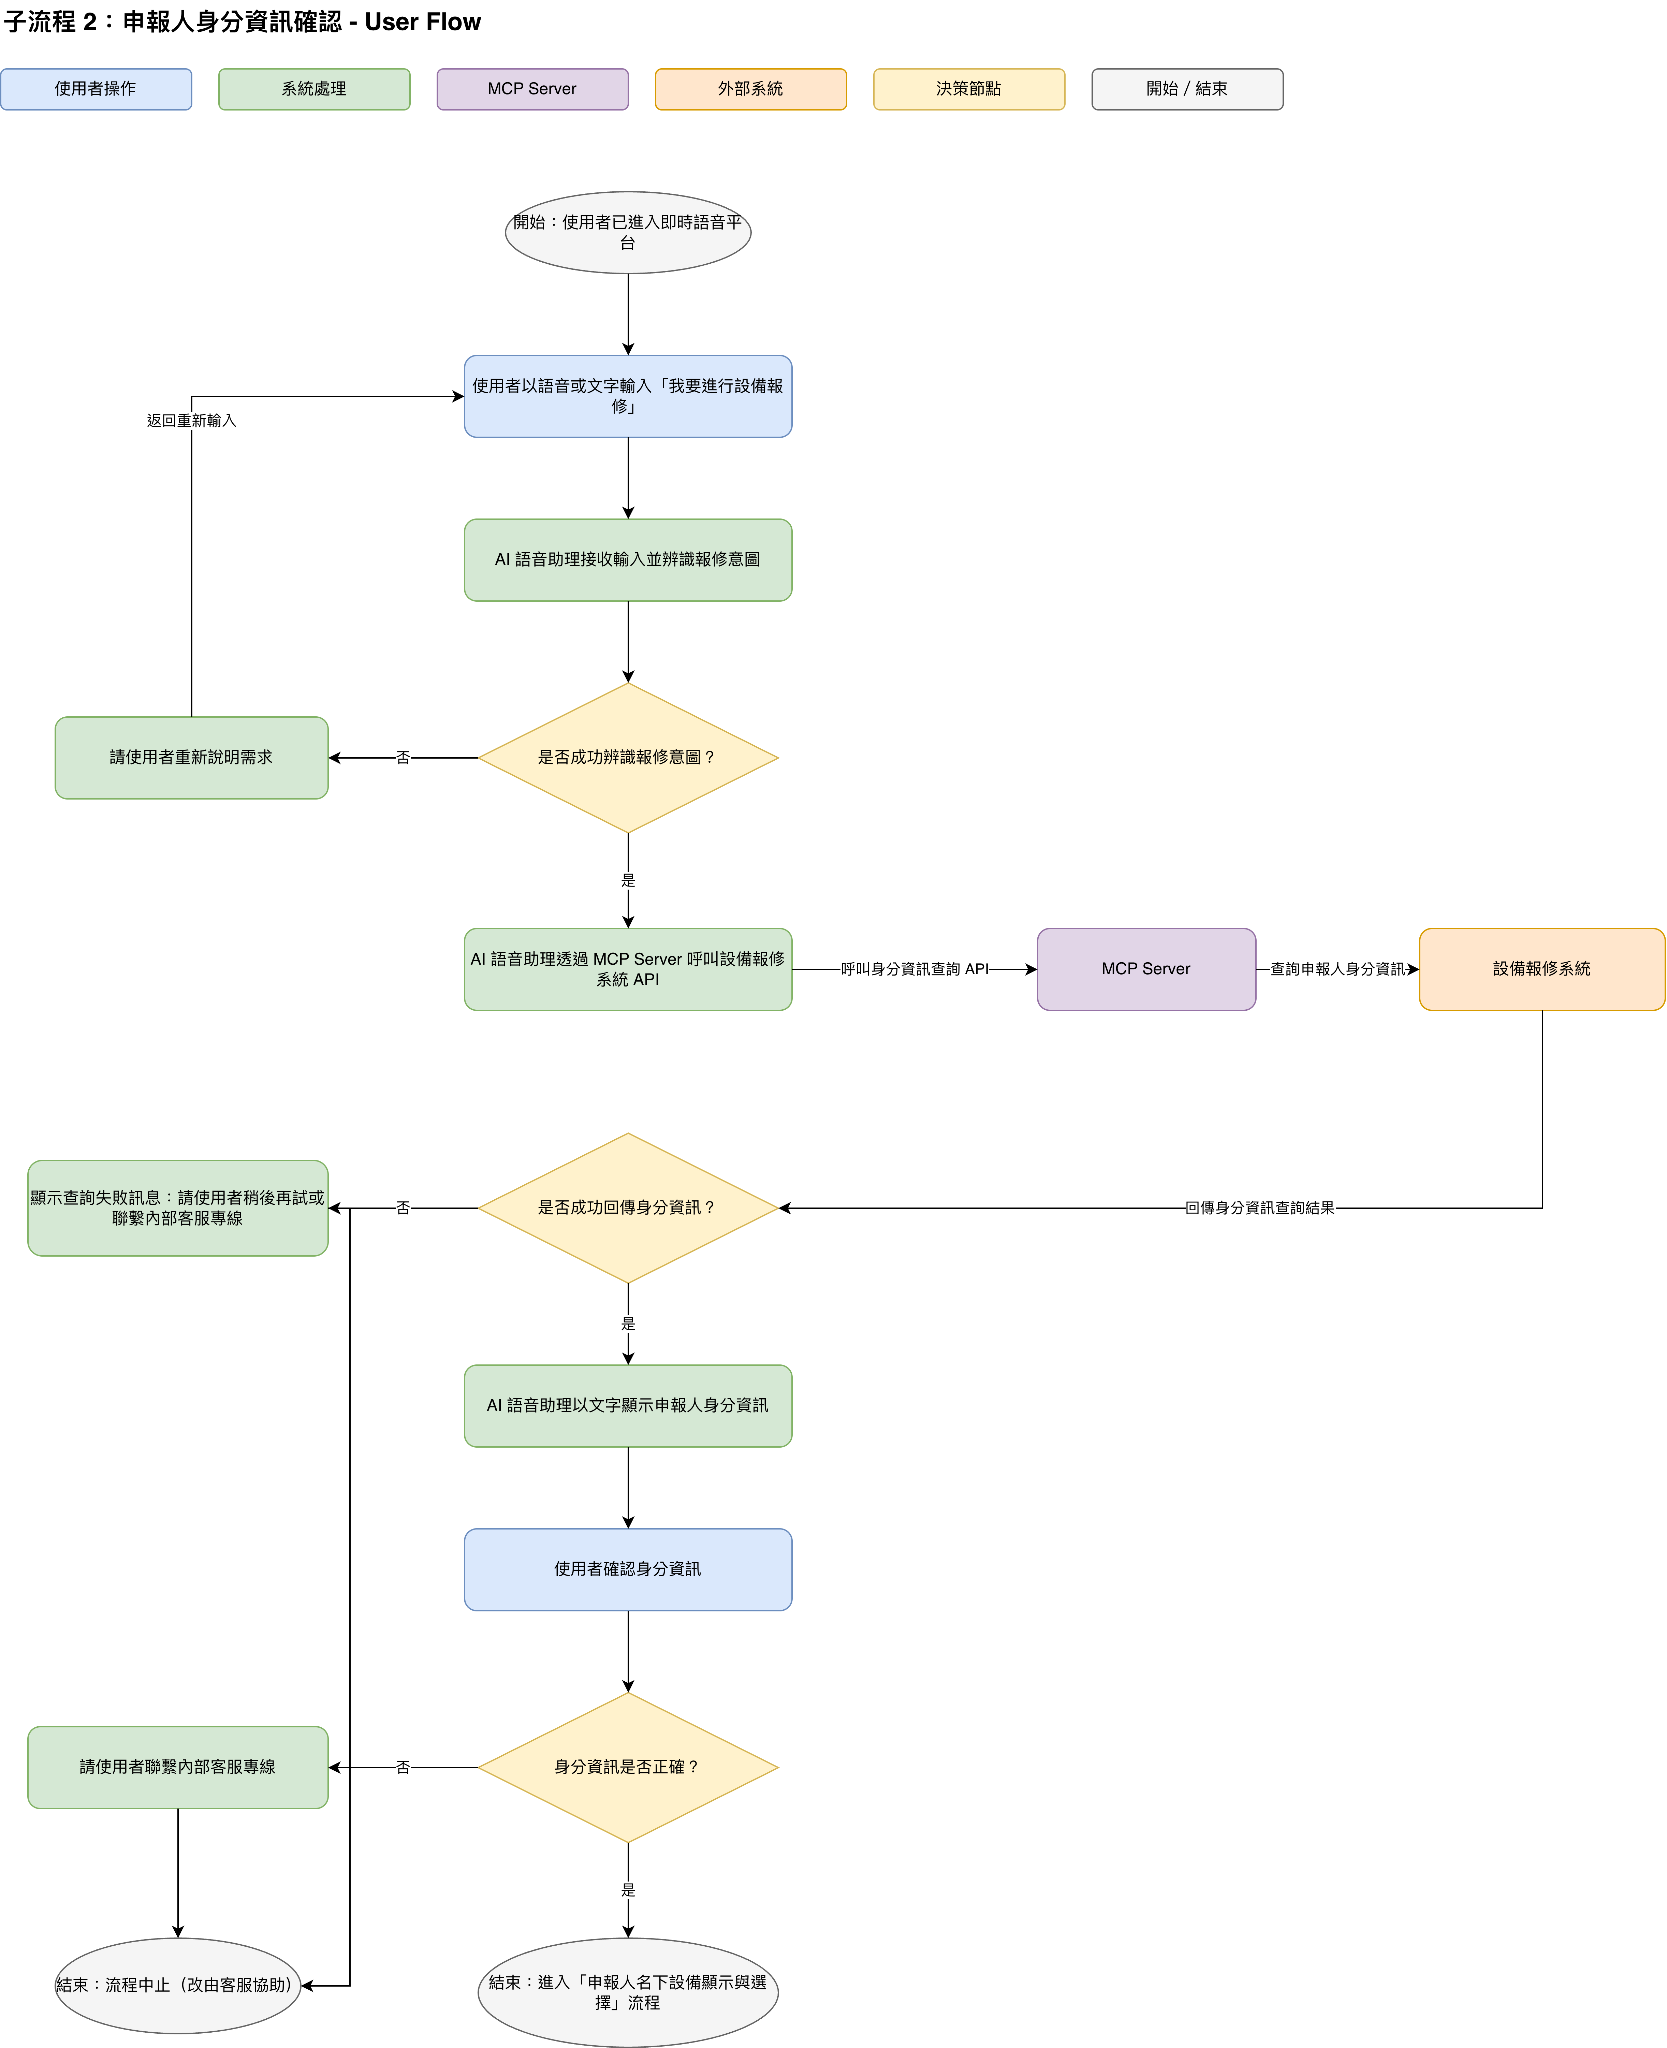 子流程 2：申報人身分資訊確認 - User Flow
使用者操作
系統處理
MCP Server
外部系統
決策節點
開始 / 結束
開始：使用者已進入即時語音平
台
使用者以語音或文字輸入「我要進行設備報
修」
返回重新輸入
AI 語音助理接收輸入並辨識報修意圖
請使用者重新說明需求
否
是否成功辨識報修意圖？
是
AI 語音助理透過 MCP Server 呼叫設備報修
系統 API
呼叫身分資訊查詢 API
MCP Server
查詢申報人身分資訊
設備報修系統
顯示查詢失敗訊息：請使用者稍後再試或
聯繫內部客服專線
否
是否成功回傳身分資訊？
回傳身分資訊查詢結果
是
AI 語音助理以文字顯示申報人身分資訊
使用者確認身分資訊
請使用者聯繫內部客服專線
否
身分資訊是否正確？
是
結束：流程中止（改由客服協助）
結束：進入「申報人名下設備顯示與選
擇」流程